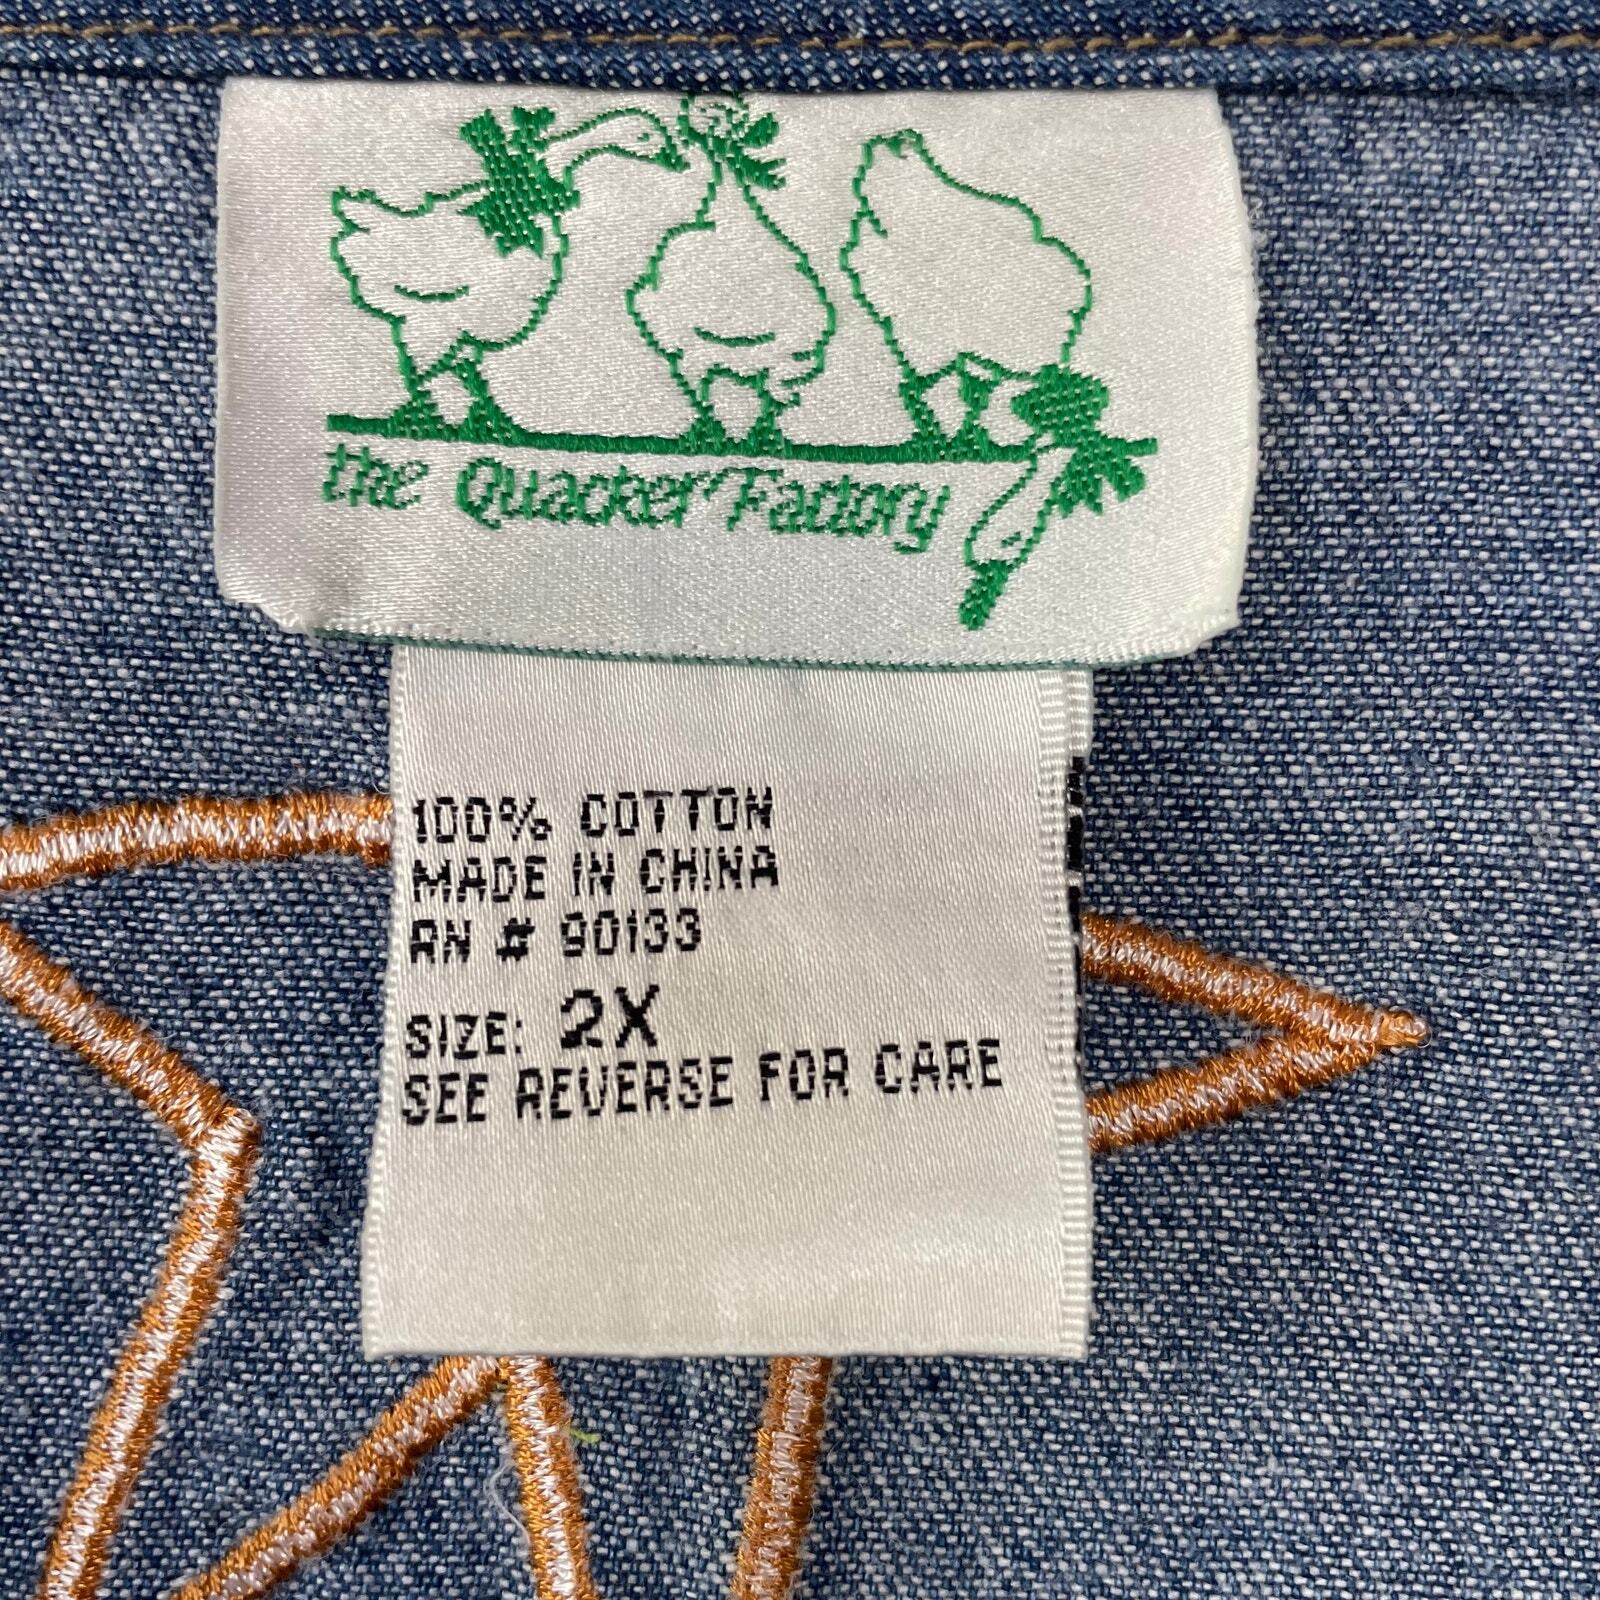 the Quacker Factory
100% COTTON
MADE IN CHINA
RN # 90133
SIZE: 2X
SEE REVERSE FOR CARE